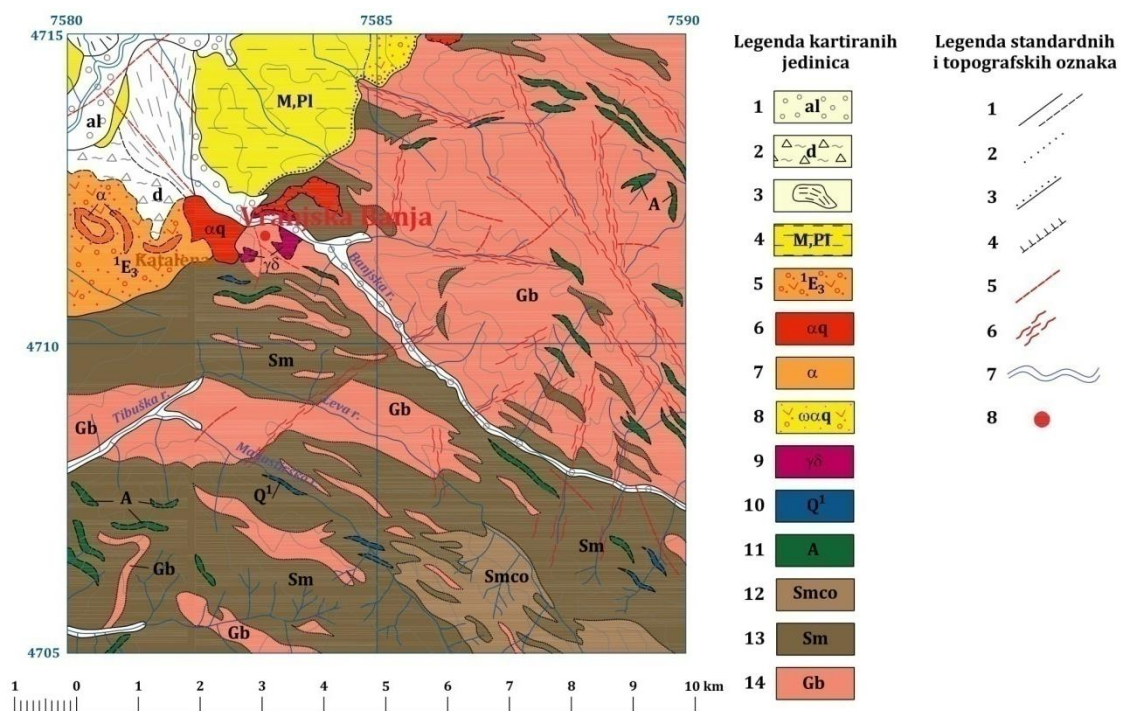 7580 7585 7590
4715
M,Pl
al
A
d
α
αq
Vranjska Banja
¹E₃
Katalena
γδ
Banjska r.
Gb
4710
Sm
Tibuška r.
Leva r.
Gb
Gb
Q¹
A
Sm
Gb
Sm
Smco
Gb
4705
1 0 1 2 3 4 5 6 7 8 9 10 km
Legenda kartiranih
jedinica
1 al
2 d
3
4 M,Pl
5 ¹E₃
6 αq
7 α
8 ωαq
9 γδ
10 Q¹
11 A
12 Smco
13 Sm
14 Gb
Legenda standardnih
i topografskih oznaka
1
2
3
4
5
6
7
8